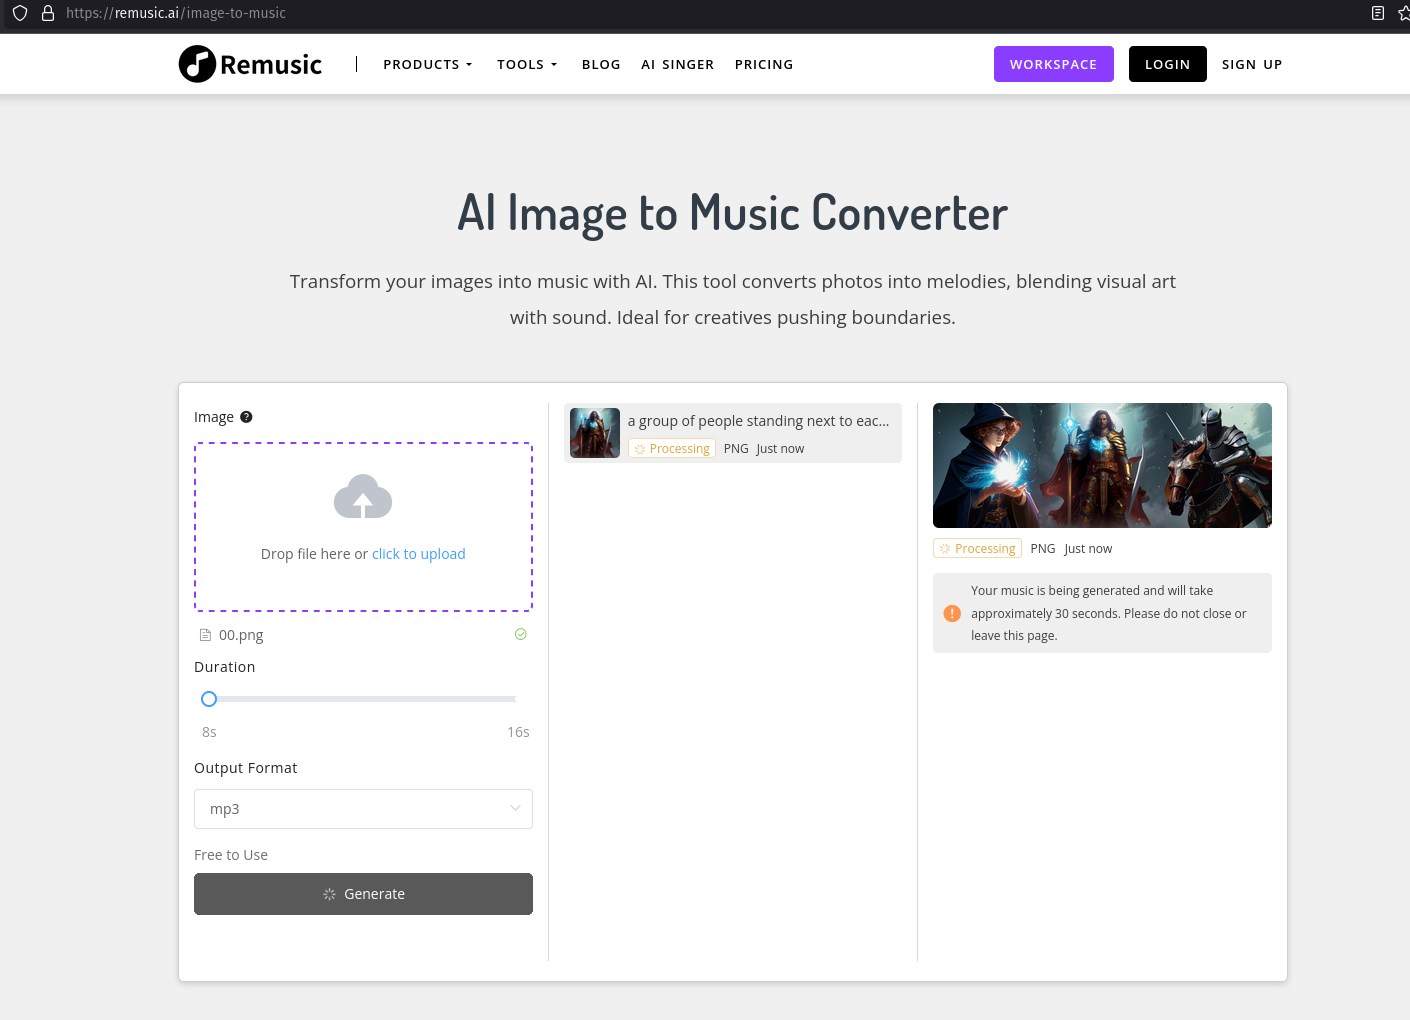 https://remusic.ai/image-to-music
Remusic
PRODUCTS
TOOLS
BLOG
AI SINGER
PRICING
WORKSPACE
LOGIN
SIGN UP
AI Image to Music Converter
Transform your images into music with AI. This tool converts photos into melodies, blending visual art
with sound. Ideal for creatives pushing boundaries.
Image
Drop file here or click to upload
00.png
Duration
8s
16s
Output Format
mp3
Free to Use
Generate
a group of people standing next to eac...
Processing PNG Just now
Processing PNG Just now
Your music is being generated and will take
approximately 30 seconds. Please do not close or
leave this page.